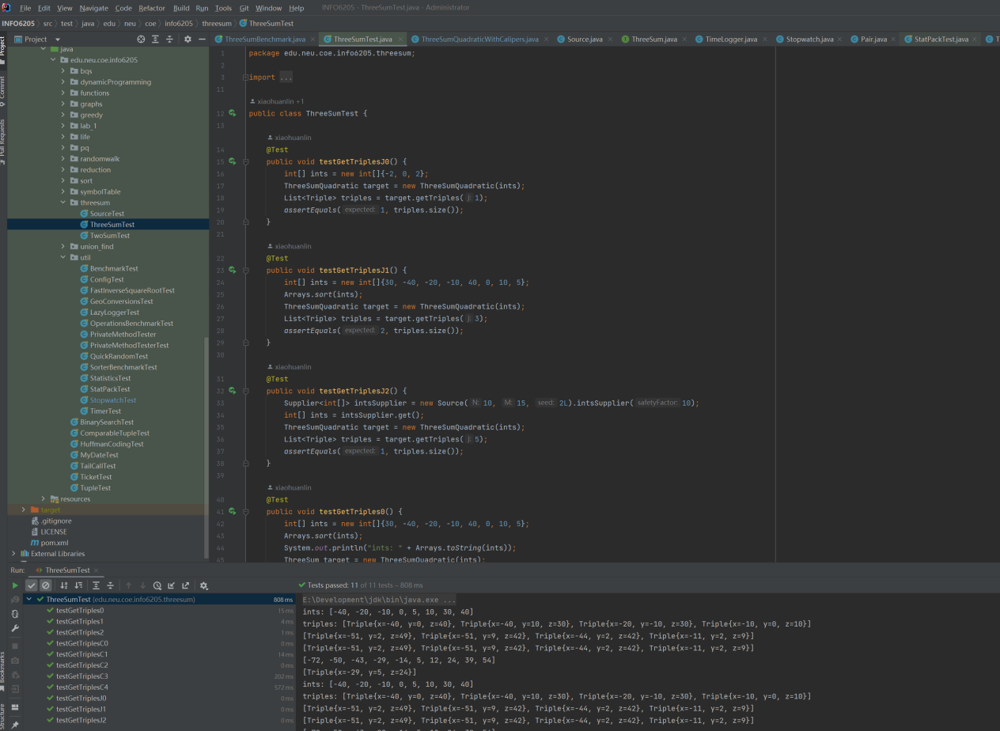 File Edit View Navigate Code Refactor Build Run Tools Git Window Help INFO6205 - ThreeSumTest.java - Administrator
INFO6205 › src › test › java › edu › neu › coe › info6205 › threesum › ThreeSumTest
Project
ThreeSumBenchmark.java ThreeSumTest.java ThreeSumQuadraticWithCalipers.java Source.java ThreeSum.java TimeLogger.java Stopwatch.java Pair.java StatPackTest.java
Project
Commit
Pull Requests
Bookmarks
Structure
java
edu.neu.coe.info6205
bqs
dynamicProgramming
functions
graphs
greedy
lab_1
life
pq
randomwalk
reduction
sort
symbolTable
threesum
SourceTest
ThreeSumTest
TwoSumTest
union_find
util
BenchmarkTest
ConfigTest
FastInverseSquareRootTest
GeoConversionsTest
LazyLoggerTest
OperationsBenchmarkTest
PrivateMethodTester
PrivateMethodTesterTest
QuickRandomTest
SorterBenchmarkTest
StatisticsTest
StatPackTest
StopwatchTest
TimerTest
BinarySearchTest
ComparableTupleTest
HuffmanCodingTest
MyDateTest
TailCallTest
TicketTest
TupleTest
resources
target
.gitignore
LICENSE
pom.xml
External Libraries
1 package edu.neu.coe.info6205.threesum;
2
3 import ...
11
xiaohuanlin +1
12 public class ThreeSumTest {
13
xiaohuanlin
14 @Test
15 public void testGetTriplesJ0() {
16 int[] ints = new int[]{-2, 0, 2};
17 ThreeSumQuadratic target = new ThreeSumQuadratic(ints);
18 List<Triple> triples = target.getTriples( j: 1);
19 assertEquals( expected: 1, triples.size());
20 }
21
xiaohuanlin
22 @Test
23 public void testGetTriplesJ1() {
24 int[] ints = new int[]{30, -40, -20, -10, 40, 0, 10, 5};
25 Arrays.sort(ints);
26 ThreeSumQuadratic target = new ThreeSumQuadratic(ints);
27 List<Triple> triples = target.getTriples( j: 3);
28 assertEquals( expected: 2, triples.size());
29 }
30
xiaohuanlin
31 @Test
32 public void testGetTriplesJ2() {
33 Supplier<int[]> intsSupplier = new Source( N: 10, M: 15, seed: 2L).intsSupplier( safetyFactor: 10);
34 int[] ints = intsSupplier.get();
35 ThreeSumQuadratic target = new ThreeSumQuadratic(ints);
36 List<Triple> triples = target.getTriples( j: 5);
37 assertEquals( expected: 1, triples.size());
38 }
39
xiaohuanlin
40 @Test
41 public void testGetTriples0() {
42 int[] ints = new int[]{30, -40, -20, -10, 40, 0, 10, 5};
43 Arrays.sort(ints);
44 System.out.println("ints: " + Arrays.toString(ints));
45 ThreeSum target = new ThreeSumQuadratic(ints);
Run: ThreeSumTest
Tests passed: 11 of 11 tests – 808 ms
ThreeSumTest (edu.neu.coe.info6205.threesum) 808 ms
testGetTriples0 15 ms
testGetTriples1 4 ms
testGetTriples2 1 ms
testGetTriplesC0 0 ms
testGetTriplesC1 14 ms
testGetTriplesC2 0 ms
testGetTriplesC3 202 ms
testGetTriplesC4 572 ms
testGetTriplesJ0 0 ms
testGetTriplesJ1 0 ms
testGetTriplesJ2 0 ms
E:\Development\jdk\bin\java.exe ...
ints: [-40, -20, -10, 0, 5, 10, 30, 40]
triples: [Triple{x=-40, y=0, z=40}, Triple{x=-40, y=10, z=30}, Triple{x=-20, y=-10, z=30}, Triple{x=-10, y=0, z=10}]
[Triple{x=-51, y=2, z=49}, Triple{x=-51, y=9, z=42}, Triple{x=-44, y=2, z=42}, Triple{x=-11, y=2, z=9}]
[Triple{x=-51, y=2, z=49}, Triple{x=-51, y=9, z=42}, Triple{x=-44, y=2, z=42}, Triple{x=-11, y=2, z=9}]
[-72, -50, -43, -29, -14, 5, 12, 24, 39, 54]
[Triple{x=-29, y=5, z=24}]
ints: [-40, -20, -10, 0, 5, 10, 30, 40]
triples: [Triple{x=-40, y=0, z=40}, Triple{x=-40, y=10, z=30}, Triple{x=-20, y=-10, z=30}, Triple{x=-10, y=0, z=10}]
[Triple{x=-51, y=2, z=49}, Triple{x=-51, y=9, z=42}, Triple{x=-44, y=2, z=42}, Triple{x=-11, y=2, z=9}]
[Triple{x=-51, y=2, z=49}, Triple{x=-51, y=9, z=42}, Triple{x=-44, y=2, z=42}, Triple{x=-11, y=2, z=9}]